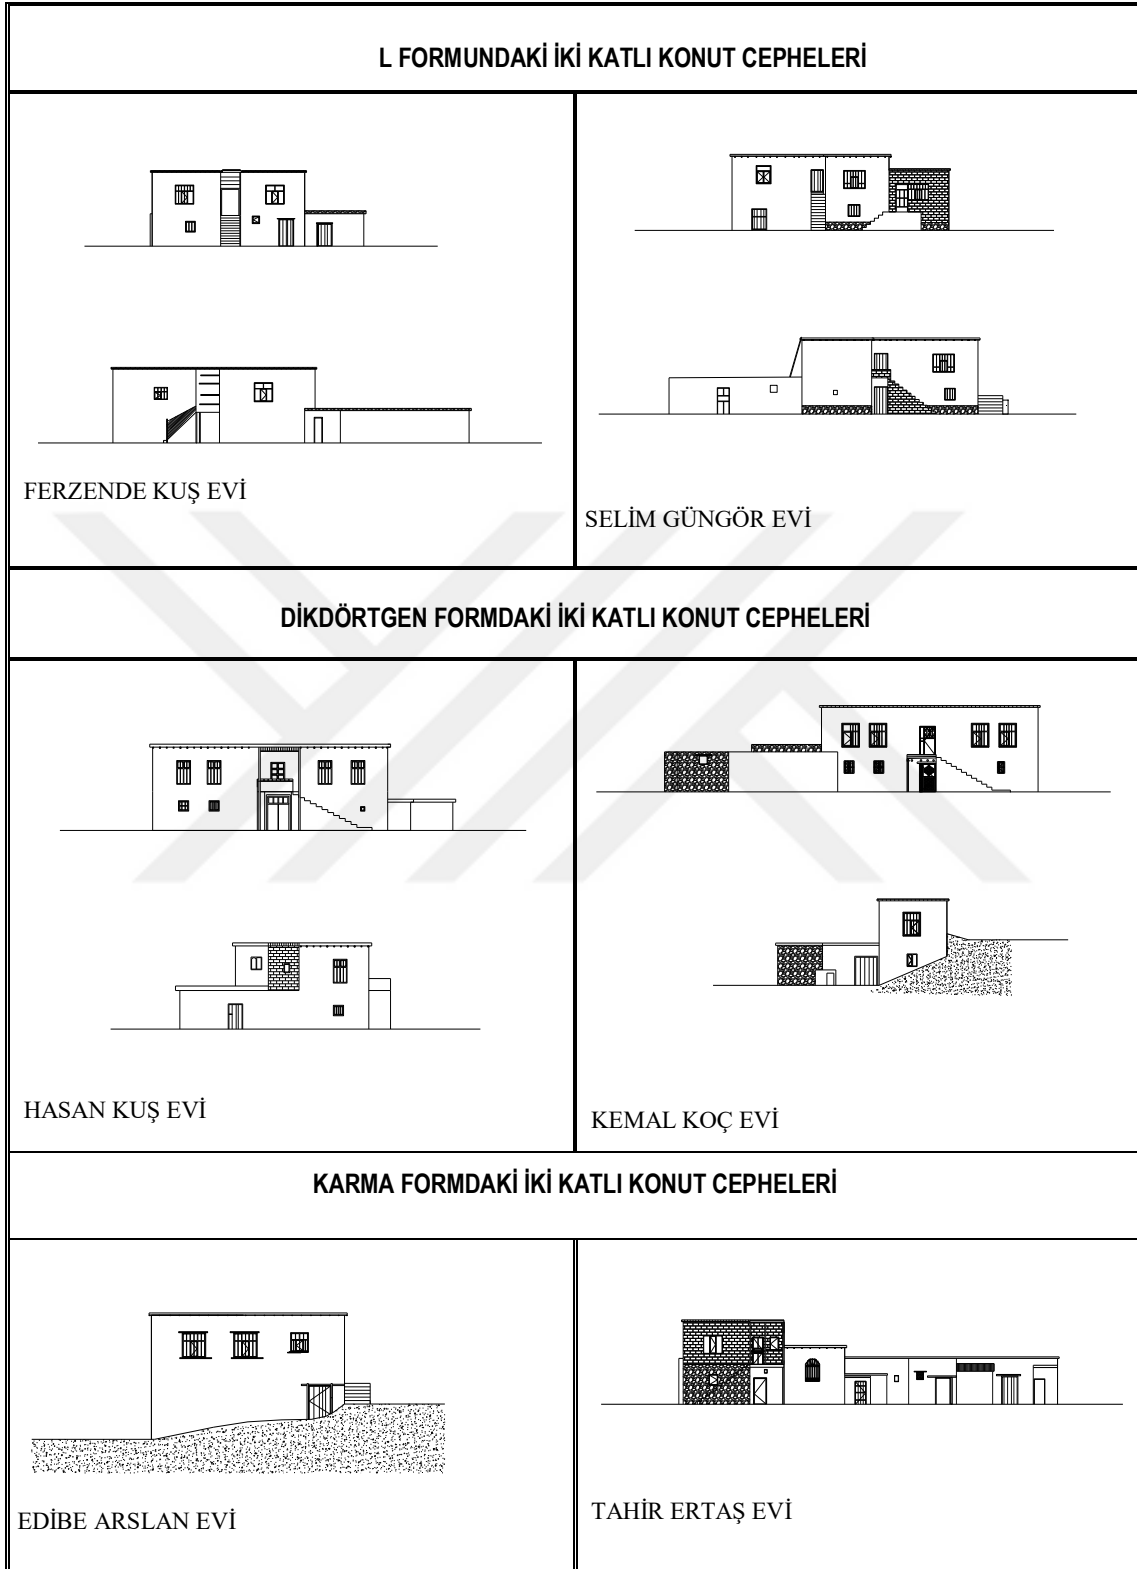 L FORMUNDAKİ İKİ KATLI KONUT CEPHELERİ
FERZENDE KUŞ EVİ
SELİM GÜNGÖR EVİ
DİKDÖRTGEN FORMDAKİ İKİ KATLI KONUT CEPHELERİ
HASAN KUŞ EVİ
KEMAL KOÇ EVİ
KARMA FORMDAKİ İKİ KATLI KONUT CEPHELERİ
EDİBE ARSLAN EVİ
TAHİR ERTAŞ EVİ